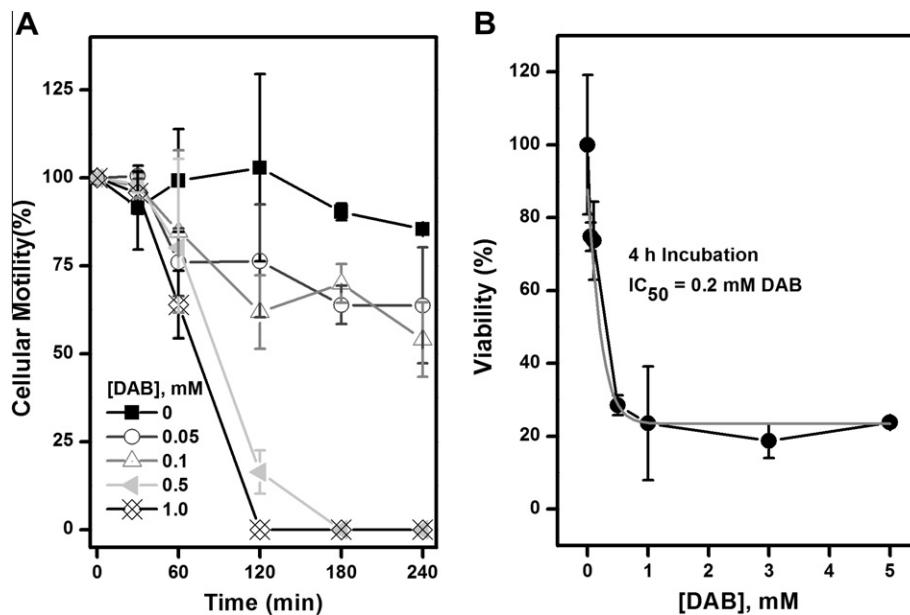 A
Cellular Motility(%)
125
100
75
50
25
0
[DAB], mM
0
0.05
0.1
0.5
1.0
0 60 120 180 240
Time (min)
B
Viability (%)
120
100
80
60
40
20
0
4 h Incubation
IC50 = 0.2 mM DAB
0 1 2 3 4 5
[DAB], mM